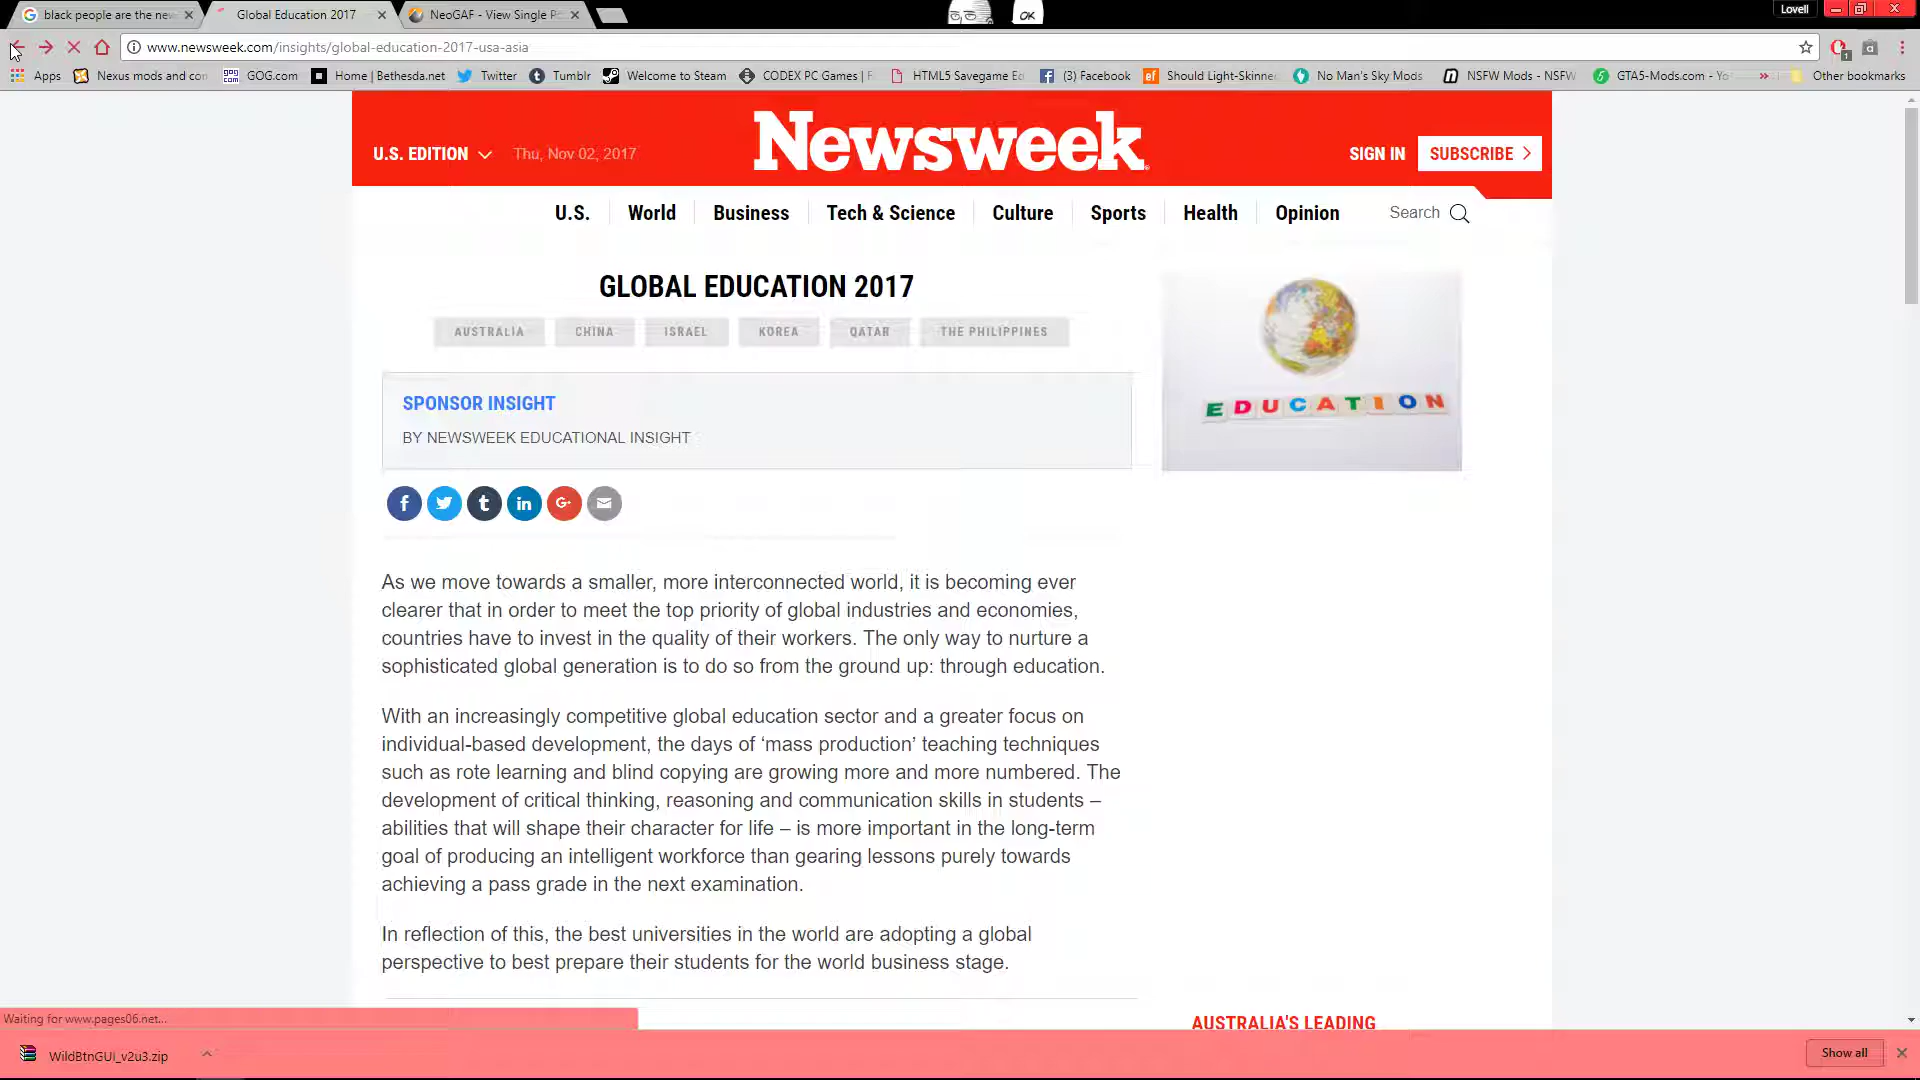 black people are the new
Global Education 2017
NeoGAF - View Single P
OK
Lovell
www.newsweek.com/insights/global-education-2017-usa-asia
Apps
Nexus mods and con
GOG.com
Home | Bethesda.net
Twitter
Tumblr
Welcome to Steam
CODEX PC Games | F
HTML5 Savegame Ed
(3) Facebook
Should Light-Skinne
No Man's Sky Mods
NSFW Mods - NSFW
GTA5-Mods.com - Yo
Other bookmarks
U.S. EDITION
Thu, Nov 02, 2017
Newsweek
SIGN IN
SUBSCRIBE
U.S.
World
Business
Tech & Science
Culture
Sports
Health
Opinion
Search
GLOBAL EDUCATION 2017
AUSTRALIA
CHINA
ISRAEL
KOREA
QATAR
THE PHILIPPINES
SPONSOR INSIGHT
BY NEWSWEEK EDUCATIONAL INSIGHT
EDUCATION
As we move towards a smaller, more interconnected world, it is becoming ever
clearer that in order to meet the top priority of global industries and economies,
countries have to invest in the quality of their workers. The only way to nurture a
sophisticated global generation is to do so from the ground up: through education.
With an increasingly competitive global education sector and a greater focus on
individual-based development, the days of ‘mass production’ teaching techniques
such as rote learning and blind copying are growing more and more numbered. The
development of critical thinking, reasoning and communication skills in students –
abilities that will shape their character for life – is more important in the long-term
goal of producing an intelligent workforce than gearing lessons purely towards
achieving a pass grade in the next examination.
In reflection of this, the best universities in the world are adopting a global
perspective to best prepare their students for the world business stage.
AUSTRALIA'S LEADING
Waiting for www.pages06.net...
WildBtnGUI_v2u3.zip
Show all